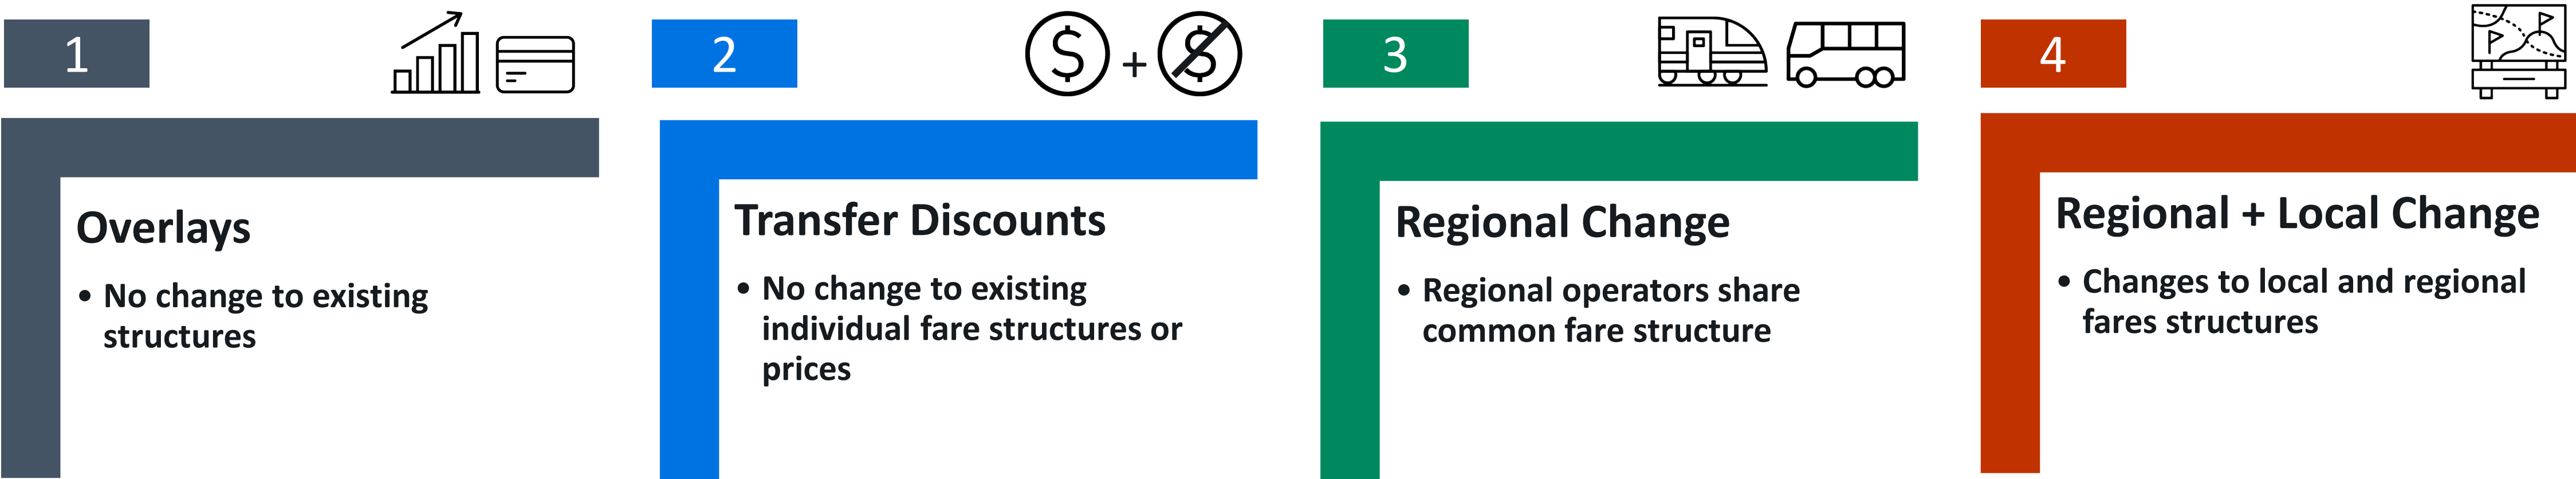 1
Overlays
• No change to existing
structures
2
$ + $
Transfer Discounts
• No change to existing
individual fare structures or
prices
3
Regional Change
• Regional operators share
common fare structure
4
Regional + Local Change
• Changes to local and regional
fares structures